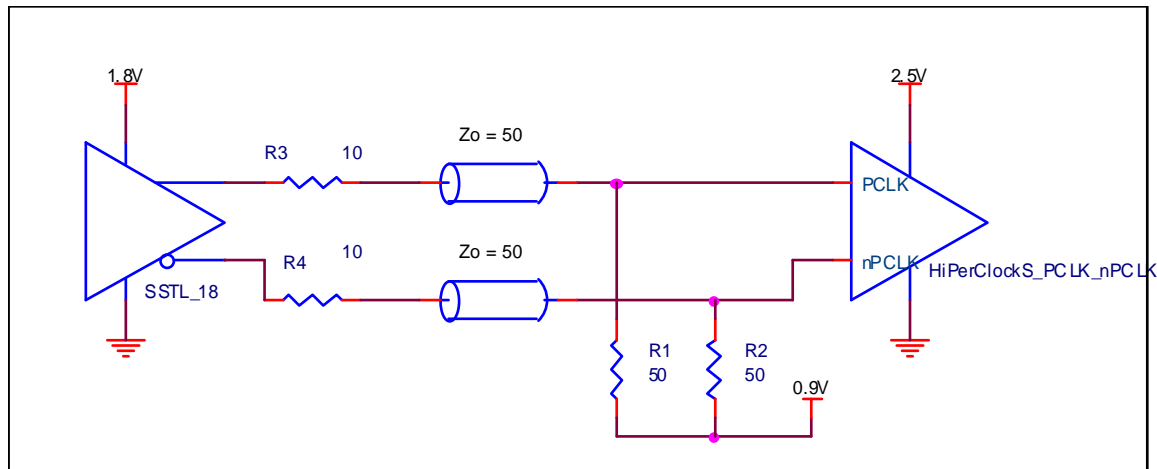 1.8V
2.5V
R3 10
Zo = 50
PCLK
R4 10
Zo = 50
nPCLK
HiPerClockS_PCLK_nPCLK
SSTL_18
R1
50
R2
50
0.9V